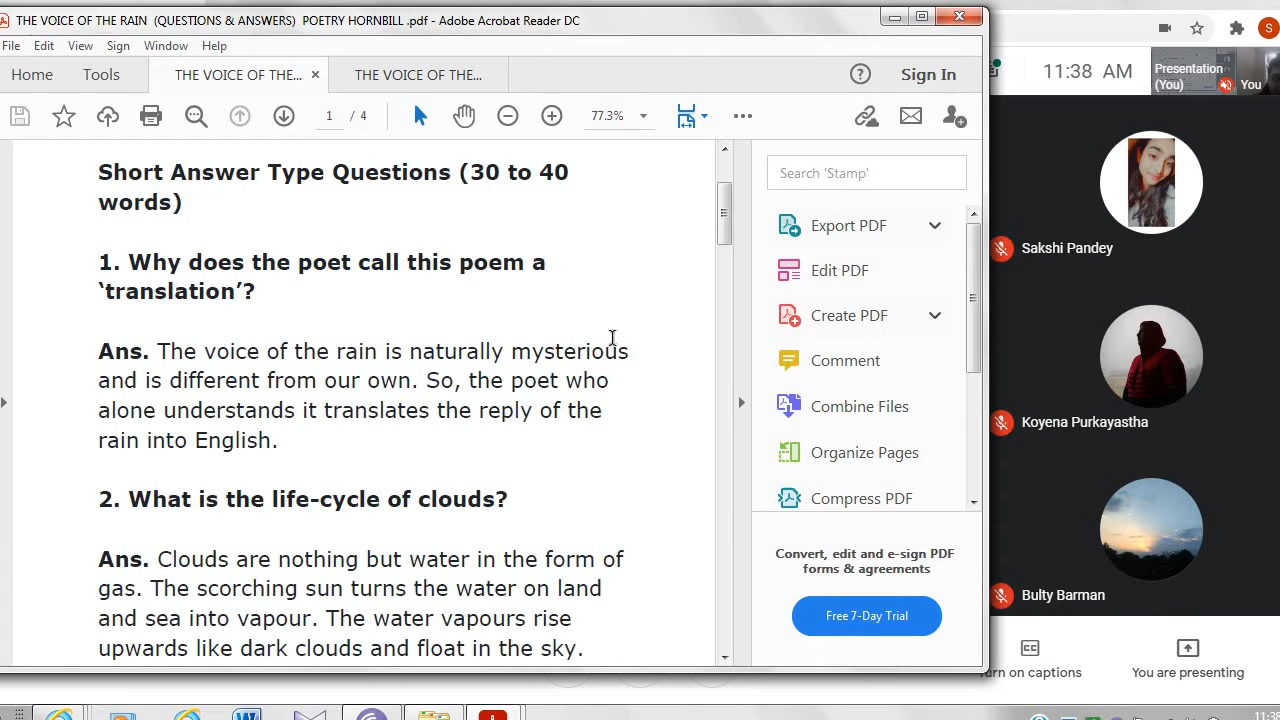 THE VOICE OF THE RAIN (QUESTIONS & ANSWERS) POETRY HORNBILL .pdf - Adobe Acrobat Reader DC
File Edit View Sign Window Help
Home Tools THE VOICE OF THE... × THE VOICE OF THE... Sign In
1 / 4 77.3%
Short Answer Type Questions (30 to 40
words)
1. Why does the poet call this poem a
‘translation’?
Ans. The voice of the rain is naturally mysterious
and is different from our own. So, the poet who
alone understands it translates the reply of the
rain into English.
2. What is the life-cycle of clouds?
Ans. Clouds are nothing but water in the form of
gas. The scorching sun turns the water on land
and sea into vapour. The water vapours rise
upwards like dark clouds and float in the sky.
Search 'Stamp'
Export PDF
Edit PDF
Create PDF
Comment
Combine Files
Organize Pages
Compress PDF
Convert, edit and e-sign PDF
forms & agreements
Free 7-Day Trial
S
11:38 AM
Presentation
(You)
You
Sakshi Pandey
Koyena Purkayastha
Bulty Barman
CC
urn on captions
You are presenting